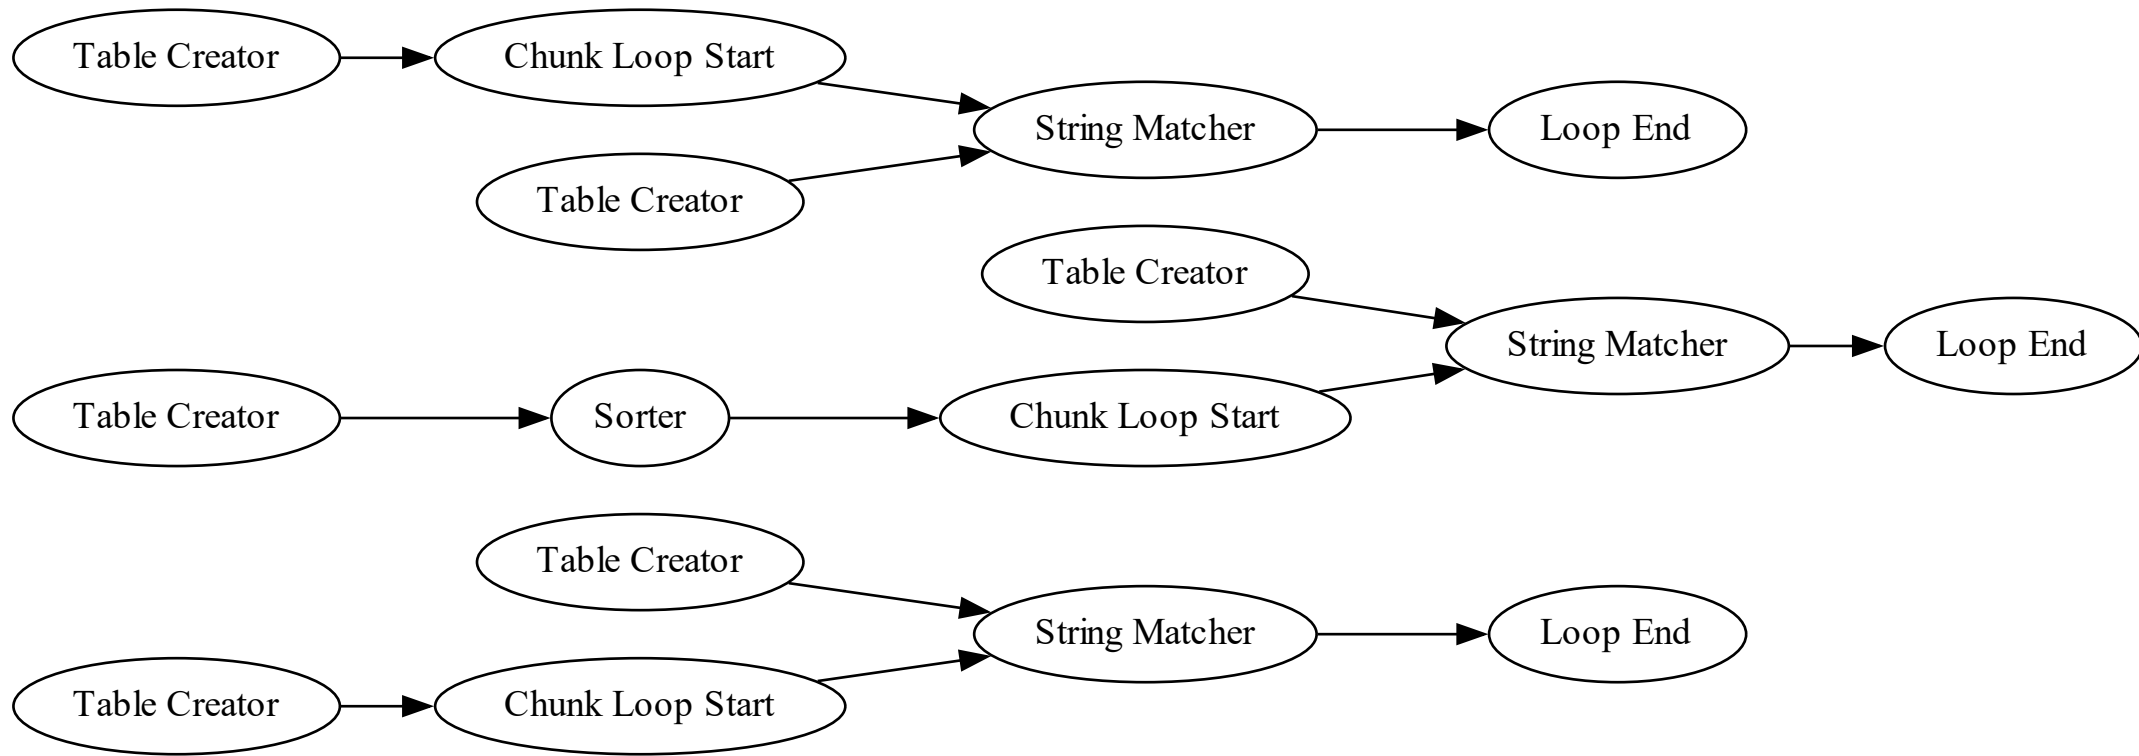 Table Creator
Chunk Loop Start
Table Creator
String Matcher
Loop End
Table Creator
Table Creator
Sorter
Chunk Loop Start
String Matcher
Loop End
Table Creator
Table Creator
Chunk Loop Start
String Matcher
Loop End